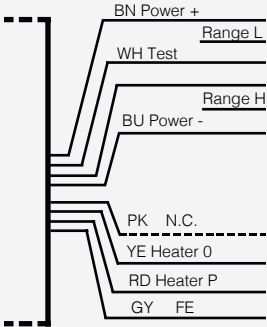 BN Power +
Range L
WH Test
Range H
BU Power -
PK N.C.
YE Heater 0
RD Heater P
GY FE